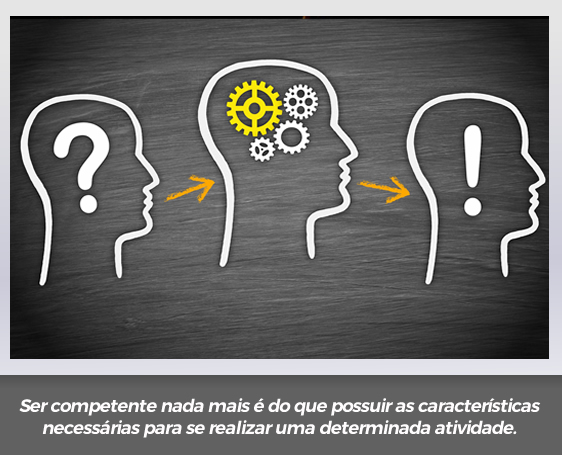 ?
!
Ser competente nada mais é do que possuir as características
necessárias para se realizar uma determinada atividade.